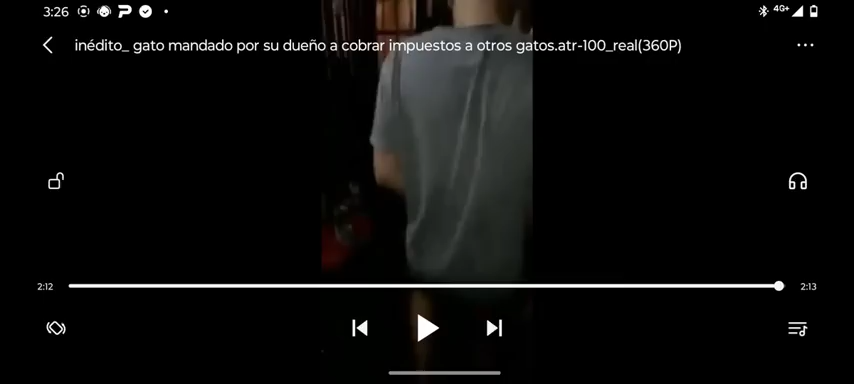 3:26
4G+
inédito_ gato mandado por su dueño a cobrar impuestos a otros gatos.atr-100_real(360P)
2:12
2:13